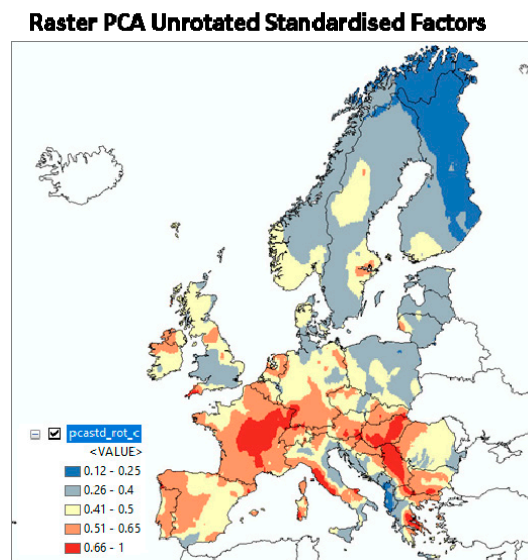 Raster PCA Unrotated Standardised Factors
pcastd_rot_c
<VALUE>
0.12 - 0.25
0.26 - 0.4
0.41 - 0.5
0.51 - 0.65
0.66 - 1